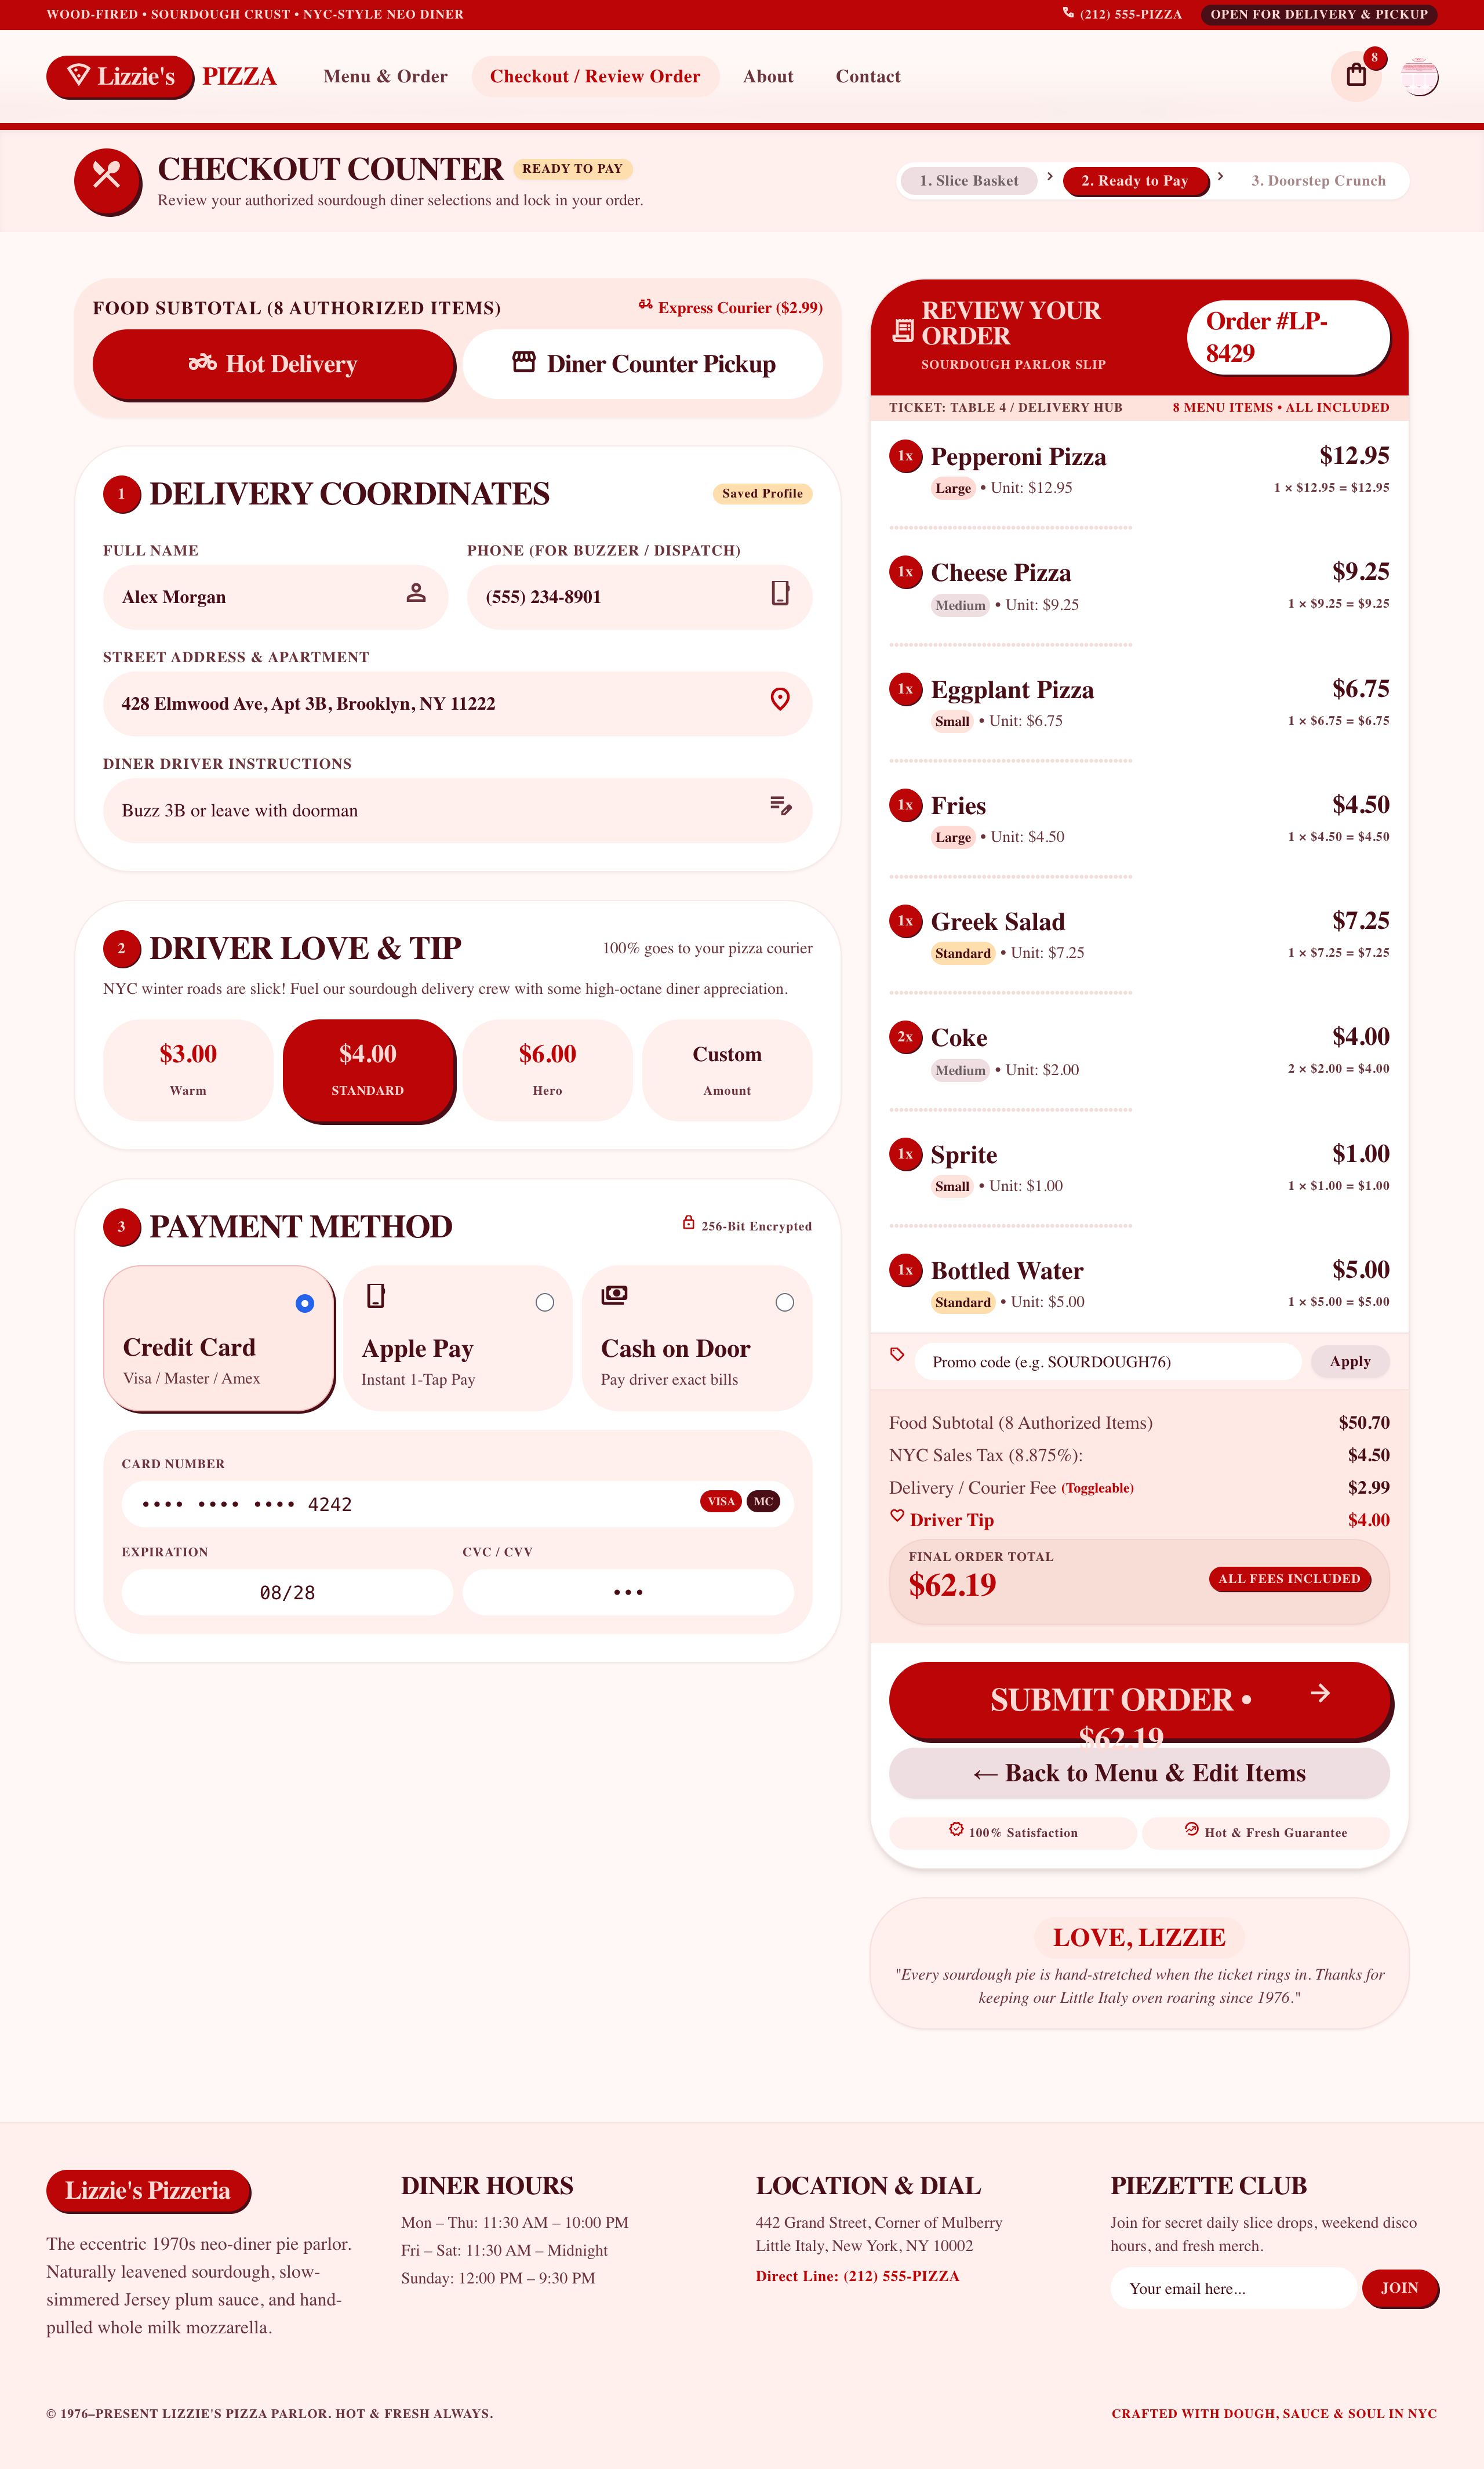 WOOD-FIRED • SOURDOUGH CRUST • NYC-STYLE NEO DINER
(212) 555-PIZZA
OPEN FOR DELIVERY & PICKUP
Lizzie's PIZZA
Menu & Order
Checkout / Review Order
About
Contact
8
CHECKOUT COUNTER
READY TO PAY
Review your authorized sourdough diner selections and lock in your order.
1. Slice Basket
2. Ready to Pay
3. Doorstep Crunch
FOOD SUBTOTAL (8 AUTHORIZED ITEMS)
Express Courier ($2.99)
Hot Delivery
Diner Counter Pickup
1
DELIVERY COORDINATES
Saved Profile
FULL NAME
PHONE (FOR BUZZER / DISPATCH)
Alex Morgan
(555) 234-8901
STREET ADDRESS & APARTMENT
428 Elmwood Ave, Apt 3B, Brooklyn, NY 11222
DINER DRIVER INSTRUCTIONS
Buzz 3B or leave with doorman
2
DRIVER LOVE & TIP
100% goes to your pizza courier
NYC winter roads are slick! Fuel our sourdough delivery crew with some high-octane diner appreciation.
$3.00
Warm
$4.00
STANDARD
$6.00
Hero
Custom
Amount
3
PAYMENT METHOD
256-Bit Encrypted
Credit Card
Visa / Master / Amex
Apple Pay
Instant 1-Tap Pay
Cash on Door
Pay driver exact bills
CARD NUMBER
•••• •••• •••• 4242
VISA
MC
EXPIRATION
CVC / CVV
08/28
•••
REVIEW YOUR
ORDER
SOURDOUGH PARLOR SLIP
Order #LP-
8429
TICKET: TABLE 4 / DELIVERY HUB
8 MENU ITEMS • ALL INCLUDED
1x
Pepperoni Pizza
$12.95
Large • Unit: $12.95
1 × $12.95 = $12.95
1x
Cheese Pizza
$9.25
Medium • Unit: $9.25
1 × $9.25 = $9.25
1x
Eggplant Pizza
$6.75
Small • Unit: $6.75
1 × $6.75 = $6.75
1x
Fries
$4.50
Large • Unit: $4.50
1 × $4.50 = $4.50
1x
Greek Salad
$7.25
Standard • Unit: $7.25
1 × $7.25 = $7.25
2x
Coke
$4.00
Medium • Unit: $2.00
2 × $2.00 = $4.00
1x
Sprite
$1.00
Small • Unit: $1.00
1 × $1.00 = $1.00
1x
Bottled Water
$5.00
Standard • Unit: $5.00
1 × $5.00 = $5.00
Promo code (e.g. SOURDOUGH76)
Apply
Food Subtotal (8 Authorized Items)
$50.70
NYC Sales Tax (8.875%):
$4.50
Delivery / Courier Fee (Toggleable)
$2.99
Driver Tip
$4.00
FINAL ORDER TOTAL
$62.19
ALL FEES INCLUDED
SUBMIT ORDER •
$62.19
← Back to Menu & Edit Items
100% Satisfaction
Hot & Fresh Guarantee
LOVE, LIZZIE
"Every sourdough pie is hand-stretched when the ticket rings in. Thanks for
keeping our Little Italy oven roaring since 1976."
Lizzie's Pizzeria
The eccentric 1970s neo-diner pie parlor.
Naturally leavened sourdough, slow-
simmered Jersey plum sauce, and hand-
pulled whole milk mozzarella.
DINER HOURS
Mon – Thu: 11:30 AM – 10:00 PM
Fri – Sat: 11:30 AM – Midnight
Sunday: 12:00 PM – 9:30 PM
LOCATION & DIAL
442 Grand Street, Corner of Mulberry
Little Italy, New York, NY 10002
Direct Line: (212) 555-PIZZA
PIEZETTE CLUB
Join for secret daily slice drops, weekend disco
hours, and fresh merch.
Your email here...
JOIN
© 1976–PRESENT LIZZIE'S PIZZA PARLOR. HOT & FRESH ALWAYS.
CRAFTED WITH DOUGH, SAUCE & SOUL IN NYC